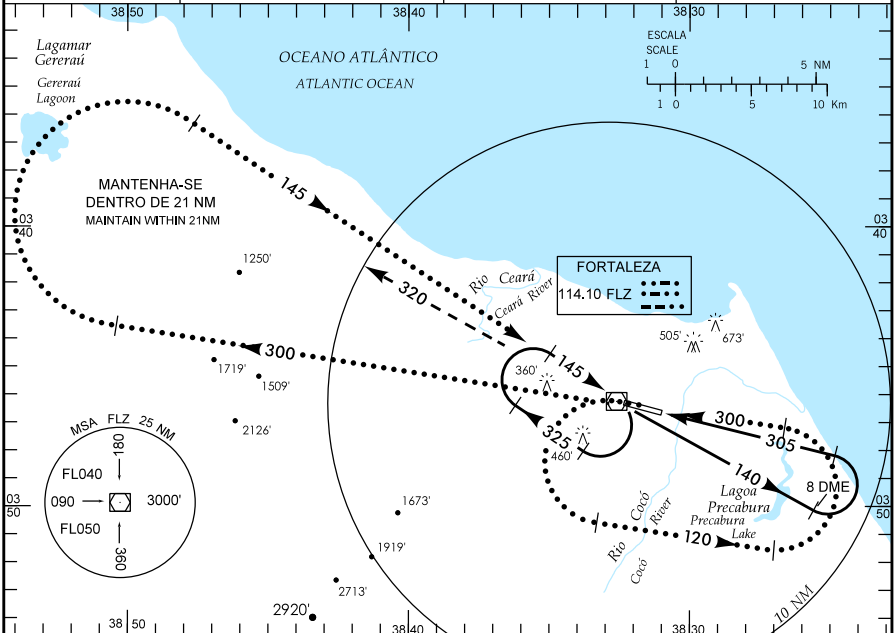 38 50
38 40
38 30
Lagamar
Gereraú
Gereraú
Lagoon
OCEANO ATLÂNTICO
ATLANTIC OCEAN
ESCALA
SCALE
1 0 5 NM
1 0 5 10 Km
MANTENHA-SE
DENTRO DE 21 NM
MAINTAIN WITHIN 21NM
145
03
40
03
40
1250'
320
Rio Ceará
Ceará River
FORTALEZA
114.10 FLZ
505'
673'
300
1719'
1509'
360'
145
2126'
325
460'
300
305
140
8 DME
MSA FLZ 25 NM
180
FL040
090
3000'
FL050
360
03
50
03
50
1673'
Lagoa
Precabura
Precabura
Lake
Rio Cocó
Cocó River
120
1919'
2713'
2920'
10 NM
38 50
38 40
38 30